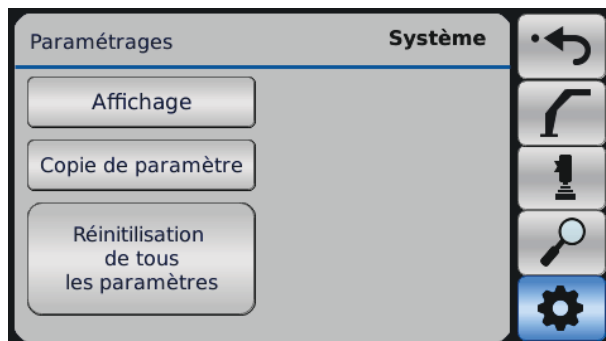 Paramétrages
Système
Affichage
Copie de paramètre
Réinitilisation
de tous
les paramètres